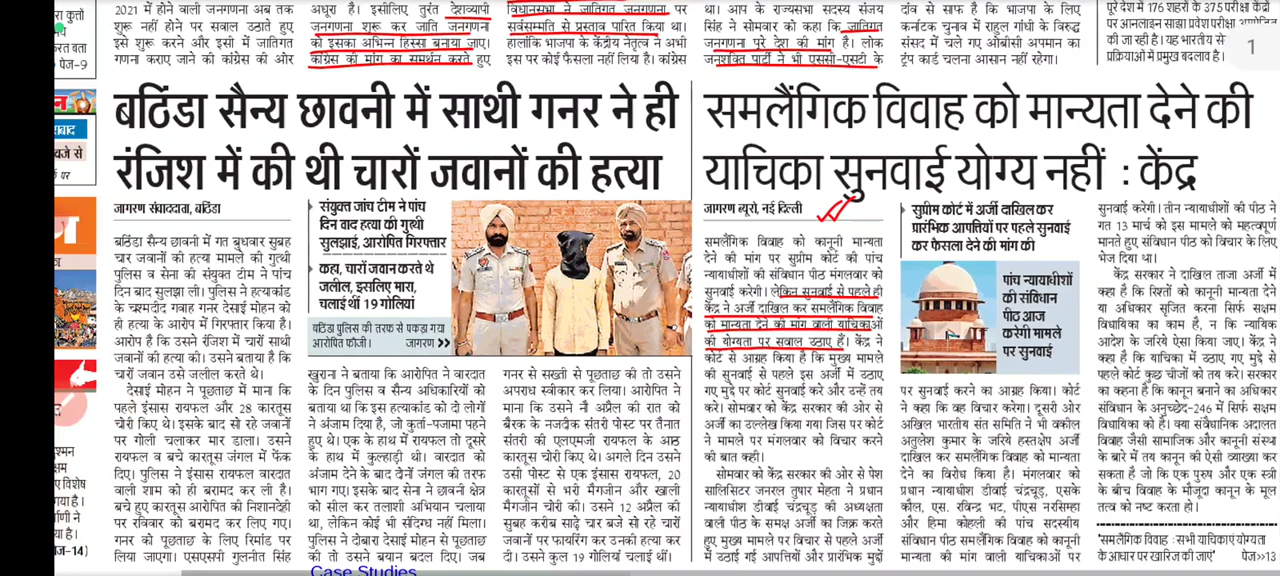 2021 में होने वाली जनगणना अब तक
शुरू नहीं होने पर सवाल उठाते हुए
इसे शुरू करने और इसी में जातिगत
गणना कराए जाने की कांग्रेस की ओर
अधूरा है। इसीलिए तुरंत देशव्यापी
जनगणना शुरू कर जाति जनगणना
को इसका अभिन्न हिस्सा बनाया जाए।
कांग्रेस की मांग का समर्थन करते हुए
विधानसभा ने जातिगत जनगणना पर
सर्वसम्मति से प्रस्ताव पारित किया था।
हालांकि भाजपा के केंद्रीय नेतृत्व ने अभी
इस पर कोई फैसला नहीं लिया है। कांग्रेस
था। आप के राज्यसभा सदस्य संजय
सिंह ने सोमवार को कहा कि जातिगत
जनगणना पूरे देश की मांग है। लोक
जनशक्ति पार्टी ने भी एससी-एसटी के
दांव से साफ है कि भाजपा के लिए
कर्नाटक चुनाव में राहुल गांधी के विरुद्ध
संसद में चले गए ओबीसी अपमान का
ट्रंप कार्ड चलना आसान नहीं रहेगा।
पूरे देश में 176 शहरों के 375 परीक्षा केंद्रों
पर आनलाइन साझा प्रवेश परीक्षा
की जा रही है। यह भारतीय से
प्रक्रियाओं में प्रमुख बदलाव है।
1
पेज-9
बठिंडा सैन्य छावनी में साथी गनर ने ही
रंजिश में की थी चारों जवानों की हत्या
जागरण संवाददाता, बठिंडा
बठिंडा सैन्य छावनी में गत बुधवार सुबह
चार जवानों की हत्या मामले की गुत्थी
पुलिस व सेना की संयुक्त टीम ने पांच
दिन बाद सुलझा ली। पुलिस ने हत्याकांड
के चश्मदीद गवाह गनर देसाई मोहन को
ही हत्या के आरोप में गिरफ्तार किया है।
आरोप है कि उसने रंजिश में चारों साथी
जवानों की हत्या की। उसने बताया है कि
चारों जवान उसे जलील करते थे।
देसाई मोहन ने पूछताछ में माना कि
पहले इंसास रायफल और 28 कारतूस
चोरी किए थे। इसके बाद सो रहे जवानों
पर गोली चलाकर मार डाला। उसने
रायफल व बचे कारतूस जंगल में फेंक
दिए। पुलिस ने इंसास रायफल वारदात
वाली शाम को ही बरामद कर ली है।
बचे हुए कारतूस आरोपित की निशानदेही
पर रविवार को बरामद कर लिए गए।
गनर को पूछताछ के लिए रिमांड पर
लिया जाएगा। एसएसपी गुलनीत सिंह
संयुक्त जांच टीम ने पांच
दिन बाद हत्या की गुत्थी
सुलझाई, आरोपित गिरफ्तार
कहा, चारों जवान करते थे
जलील, इसलिए मारा,
चलाई थीं 19 गोलियां
बठिंडा पुलिस की तरफ से पकड़ा गया
आरोपित फौजी। जागरण
खुराना ने बताया कि आरोपित ने वारदात
के दिन पुलिस व सैन्य अधिकारियों को
बताया था कि इस हत्याकांड को दो लोगों
ने अंजाम दिया है, जो कुर्ता-पजामा पहने
हुए थे। एक के हाथ में रायफल तो दूसरे
के हाथ में कुल्हाड़ी थी। वारदात को
अंजाम देने के बाद दोनों जंगल की तरफ
भाग गए। इसके बाद सेना ने छावनी क्षेत्र
को सील कर तलाशी अभियान चलाया
था, लेकिन कोई भी संदिग्ध नहीं मिला।
पुलिस ने दोबारा देसाई मोहन से पूछताछ
की तो उसने बयान बदल दिए। जब
गनर से सख्ती से पूछताछ की तो उसने
अपराध स्वीकार कर लिया। आरोपित ने
माना कि उसने नौ अप्रैल की रात को
बैरक के नजदीक संतरी पोस्ट पर तैनात
संतरी की एलएमजी रायफल के आठ
कारतूस चोरी किए थे। अगले दिन उसने
उसी पोस्ट से एक इंसास रायफल, 20
कारतूसों से भरी मैगजीन और खाली
मैगजीन चोरी की। उसने 12 अप्रैल की
सुबह करीब साढ़े चार बजे सो रहे चारों
जवानों पर फायरिंग कर उनकी हत्या कर
दी। उसने कुल 19 गोलियां चलाई थीं।
समलैंगिक विवाह को मान्यता देने की
याचिका सुनवाई योग्य नहीं : केंद्र
जागरण ब्यूरो, नई दिल्ली
समलैंगिक विवाह को कानूनी मान्यता
देने की मांग पर सुप्रीम कोर्ट की पांच
न्यायाधीशों की संविधान पीठ मंगलवार को
सुनवाई करेगी। लेकिन सुनवाई से पहले ही
केंद्र ने अर्जी दाखिल कर समलैंगिक विवाह
को मान्यता देने की मांग वाली याचिकाओं
की योग्यता पर सवाल उठाए हैं। केंद्र ने
कोर्ट से आग्रह किया है कि मुख्य मामले
की सुनवाई से पहले इस अर्जी में उठाए
गए मुद्दे पर कोर्ट सुनवाई करे और उन्हें तय
करे। सोमवार को केंद्र सरकार की ओर से
अर्जी का उल्लेख किया गया जिस पर कोर्ट
ने मामले पर मंगलवार को विचार करने
की बात कही।
सोमवार को केंद्र सरकार की ओर से पेश
सालिसिटर जनरल तुषार मेहता ने प्रधान
न्यायाधीश डीवाई चंद्रचूड़ की अध्यक्षता
वाली पीठ के समक्ष अर्जी का जिक्र करते
हुए मुख्य मामले पर विचार से पहले अर्जी
में उठाई गई आपत्तियों और प्रारंभिक मुद्दों
सुप्रीम कोर्ट में अर्जी दाखिल कर
प्रारंभिक आपत्तियों पर पहले सुनवाई
कर फैसला देने की मांग की
पांच न्यायाधीशों
की संविधान
पीठ आज
करेगी मामले
पर सुनवाई
पर सुनवाई करने का आग्रह किया। कोर्ट
ने कहा कि वह विचार करेगा। दूसरी ओर
अखिल भारतीय संत समिति ने भी वकील
अतुलेश कुमार के जरिये हस्तक्षेप अर्जी
दाखिल कर समलैंगिक विवाह को मान्यता
देने का विरोध किया है। मंगलवार को
प्रधान न्यायाधीश डीवाई चंद्रचूड़, एसके
कौल, एस. रविन्द्र भट, पीएस नरसिम्हा
और हिमा कोहली की पांच सदस्यीय
संविधान पीठ समलैंगिक विवाह को कानूनी
मान्यता की मांग वाली याचिकाओं पर
सुनवाई करेगी। तीन न्यायाधीशों की पीठ ने
गत 13 मार्च को इस मामले को महत्वपूर्ण
मानते हुए संविधान पीठ को विचार के लिए
भेज दिया था।
केंद्र सरकार ने दाखिल ताजा अर्जी में
कहा है कि रिश्तों को कानूनी मान्यता देना
या अधिकार सृजित करना सिर्फ सक्षम
विधायिका का काम है, न कि न्यायिक
आदेश के जरिये ऐसा किया जाए। केंद्र ने
कहा है कि याचिका में उठाए गए मुद्दे से
पहले कोर्ट कुछ चीजों को तय करे। सरकार
का कहना है कि कानून बनाने का अधिकार
संविधान के अनुच्छेद-246 में सिर्फ सक्षम
विधायिका को है। क्या संवैधानिक अदालत
विवाह जैसी सामाजिक और कानूनी संस्था
के बारे में तय कानून की ऐसी व्याख्या कर
सकता है जो कि एक पुरुष और एक स्त्री
के बीच विवाह के मौजूदा कानून के मूल
तत्व को नष्ट करता हो।
'समलैंगिक विवाह : सभी याचिकाएं योग्यता
के आधार पर खारिज की जाएं' पेज>>13
Case Studies